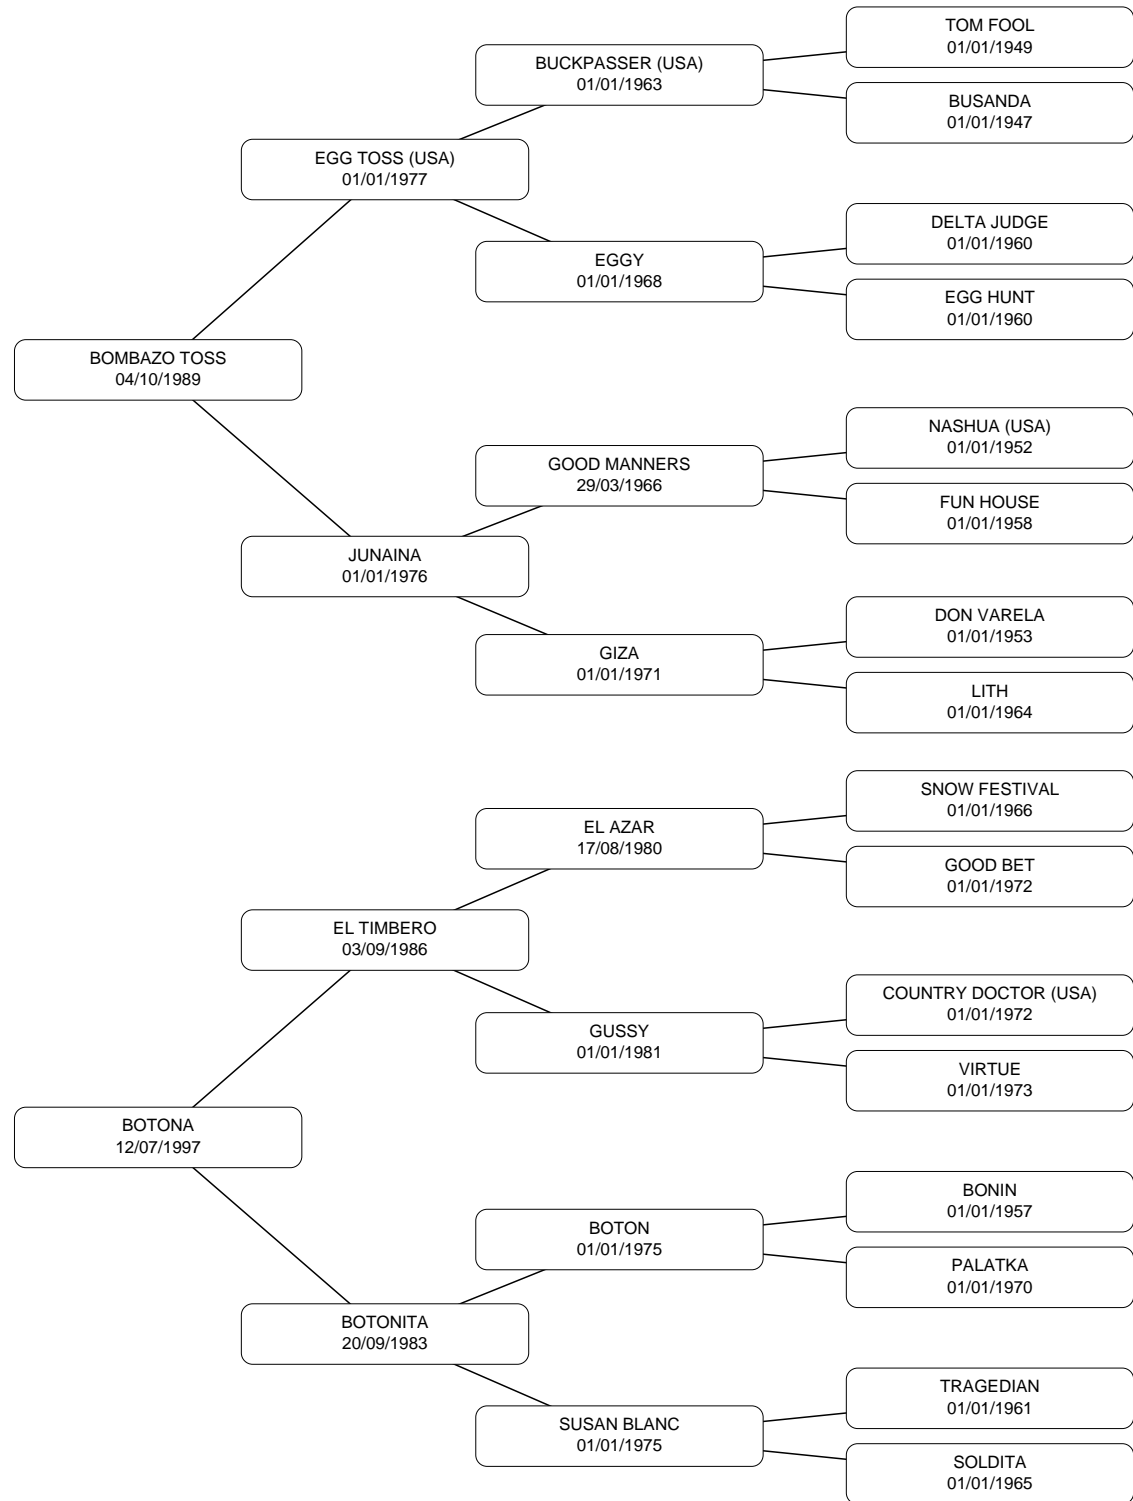 TOM FOOL
01/01/1949
BUCKPASSER (USA)
01/01/1963
BUSANDA
01/01/1947
EGG TOSS (USA)
01/01/1977
DELTA JUDGE
01/01/1960
EGGY
01/01/1968
EGG HUNT
01/01/1960
BOMBAZO TOSS
04/10/1989
NASHUA (USA)
01/01/1952
GOOD MANNERS
29/03/1966
FUN HOUSE
01/01/1958
JUNAINA
01/01/1976
DON VARELA
01/01/1953
GIZA
01/01/1971
LITH
01/01/1964
SNOW FESTIVAL
01/01/1966
EL AZAR
17/08/1980
GOOD BET
01/01/1972
EL TIMBERO
03/09/1986
COUNTRY DOCTOR (USA)
01/01/1972
GUSSY
01/01/1981
VIRTUE
01/01/1973
BOTONA
12/07/1997
BONIN
01/01/1957
BOTON
01/01/1975
PALATKA
01/01/1970
BOTONITA
20/09/1983
TRAGEDIAN
01/01/1961
SUSAN BLANC
01/01/1975
SOLDITA
01/01/1965